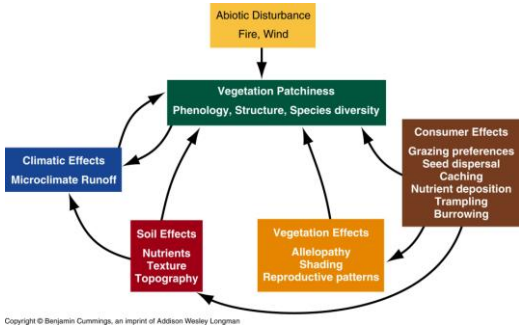 Abiotic Disturbance
Fire, Wind
Vegetation Patchiness
Phenology, Structure, Species diversity
Consumer Effects
Grazing preferences
Seed dispersal
Caching
Nutrient deposition
Trampling
Burrowing
Climatic Effects
Microclimate Runoff
Soil Effects
Nutrients
Texture
Topography
Vegetation Effects
Allelopathy
Shading
Reproductive patterns
Copyright © Benjamin Cummings, an imprint of Addison Wesley Longman